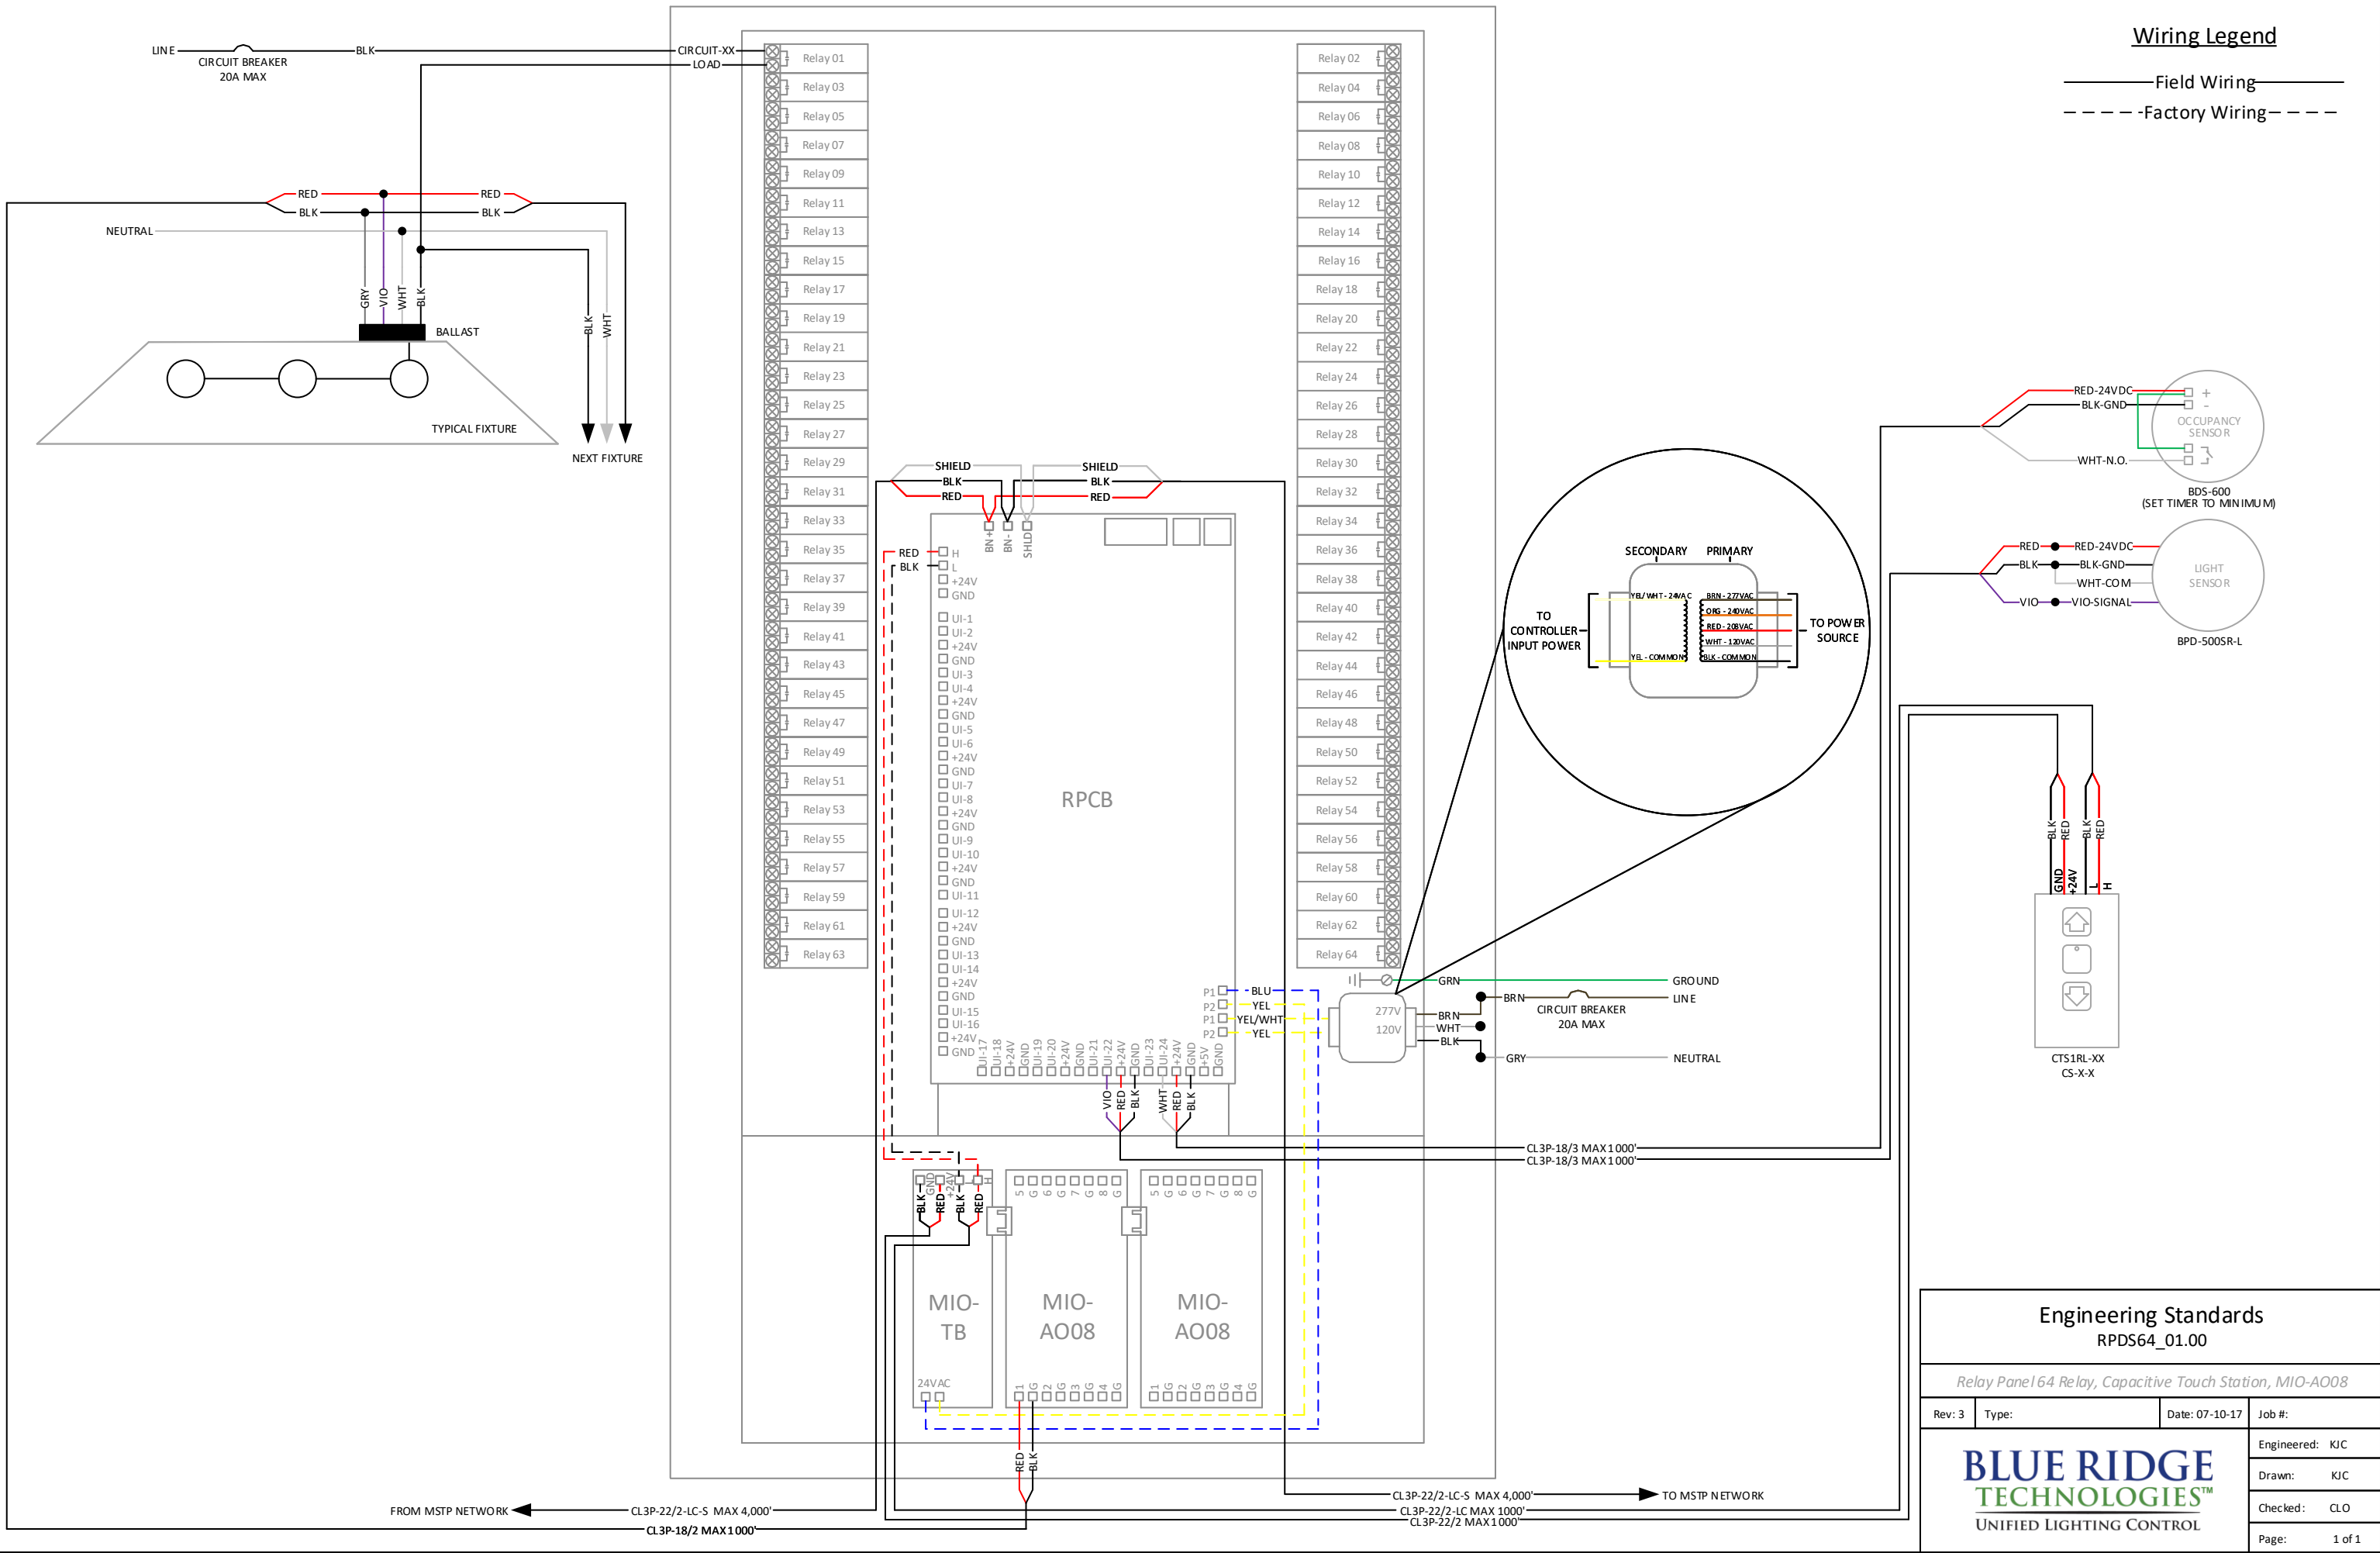 LINE
CIRCUIT BREAKER
20A MAX
BLK
CIRCUIT-XX
LOAD
RED
RED
BLK
BLK
NEUTRAL
GRY
VIO
WHT
BLK
BALLAST
TYPICAL FIXTURE
BLK
WHT
NEXT FIXTURE
Relay 01
Relay 03
Relay 05
Relay 07
Relay 09
Relay 11
Relay 13
Relay 15
Relay 17
Relay 19
Relay 21
Relay 23
Relay 25
Relay 27
Relay 29
Relay 31
Relay 33
Relay 35
Relay 37
Relay 39
Relay 41
Relay 43
Relay 45
Relay 47
Relay 49
Relay 51
Relay 53
Relay 55
Relay 57
Relay 59
Relay 61
Relay 63
Relay 02
Relay 04
Relay 06
Relay 08
Relay 10
Relay 12
Relay 14
Relay 16
Relay 18
Relay 20
Relay 22
Relay 24
Relay 26
Relay 28
Relay 30
Relay 32
Relay 34
Relay 36
Relay 38
Relay 40
Relay 42
Relay 44
Relay 46
Relay 48
Relay 50
Relay 52
Relay 54
Relay 56
Relay 58
Relay 60
Relay 62
Relay 64
SHIELD
BLK
RED
SHIELD
BLK
RED
BN+
BN-
SHLD
RED
BLK
H
L
+24V
GND
UI-1
UI-2
+24V
GND
UI-3
UI-4
+24V
GND
UI-5
UI-6
+24V
GND
UI-7
UI-8
+24V
GND
UI-9
UI-10
+24V
GND
UI-11
UI-12
+24V
GND
UI-13
UI-14
+24V
GND
UI-15
UI-16
+24V
GND
RPCB
UI-17
UI-18
+24V
GND
UI-19
UI-20
+24V
GND
UI-21
UI-22
+24V
GND
UI-23
UI-24
+24V
GND
+5V
GND
P1
P2
P1
P2
BLU
YEL
YEL/WHT
YEL
VIO
RED
BLK
WHT
RED
BLK
277V
120V
GRN
GROUND
BRN
BRN
CIRCUIT BREAKER
20A MAX
LINE
WHT
BLK
GRY
NEUTRAL
SECONDARY
PRIMARY
YEL/WHT - 24VAC
YEL - COMMON
BRN - 277VAC
ORG - 240VAC
RED - 208VAC
WHT - 120VAC
BLK - COMMON
TO
CONTROLLER
INPUT POWER
TO POWER
SOURCE
Wiring Legend
Field Wiring
Factory Wiring
RED-24VDC
BLK-GND
WHT-N.O.
+
-
OCCUPANCY
SENSOR
BDS-600
(SET TIMER TO MINIMUM)
RED
RED-24VDC
BLK
BLK-GND
WHT-COM
VIO
VIO-SIGNAL
LIGHT
SENSOR
BPD-500SR-L
BLK
RED
BLK
RED
GND
+24V
L
H
CTS1RL-XX
CS-X-X
CL3P-18/3 MAX 1000'
CL3P-18/3 MAX 1000'
GND
+24V
H
BLK
RED
BLK
RED
MIO-
TB
24VAC
5
G
6
G
7
G
8
G
MIO-
AO08
1
G
2
G
3
G
4
G
5
G
6
G
7
G
8
G
MIO-
AO08
1
G
2
G
3
G
4
G
RED
BLK
FROM MSTP NETWORK
CL3P-22/2-LC-S MAX 4,000'
CL3P-18/2 MAX 1000'
CL3P-22/2-LC-S MAX 4,000'
TO MSTP NETWORK
CL3P-22/2-LC MAX 1000'
CL3P-22/2 MAX 1000'
Engineering Standards
RPDS64_01.00
Relay Panel 64 Relay, Capacitive Touch Station, MIO-AO08
Rev: 3
Type:
Date: 07-10-17
Job #:
Engineered: KJC
Drawn: KJC
Checked: CLO
Page: 1 of 1
BLUE RIDGE
TECHNOLOGIES™
UNIFIED LIGHTING CONTROL